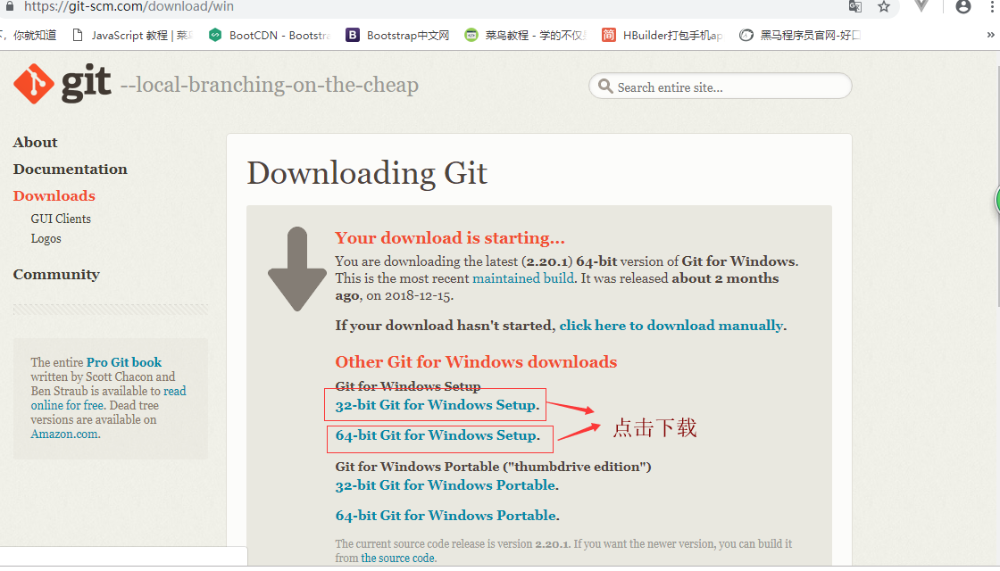 https://git-scm.com/download/win
, 你就知道
JavaScript 教程 | 菜
BootCDN - Bootstra
Bootstrap中文网
菜鸟教程 - 学的不仅
HBuilder打包手机ap
黑马程序员官网-好口
»
git --local-branching-on-the-cheap
Search entire site...
About
Documentation
Downloads
GUI Clients
Logos
Community
The entire Pro Git book
written by Scott Chacon and
Ben Straub is available to read
online for free. Dead tree
versions are available on
Amazon.com.
Downloading Git
Your download is starting...
You are downloading the latest (2.20.1) 64-bit version of Git for Windows.
This is the most recent maintained build. It was released about 2 months
ago, on 2018-12-15.
If your download hasn't started, click here to download manually.
Other Git for Windows downloads
Git for Windows Setup
32-bit Git for Windows Setup.
64-bit Git for Windows Setup.
点击下载
Git for Windows Portable ("thumbdrive edition")
32-bit Git for Windows Portable.
64-bit Git for Windows Portable.
The current source code release is version 2.20.1. If you want the newer version, you can build it
from the source code.